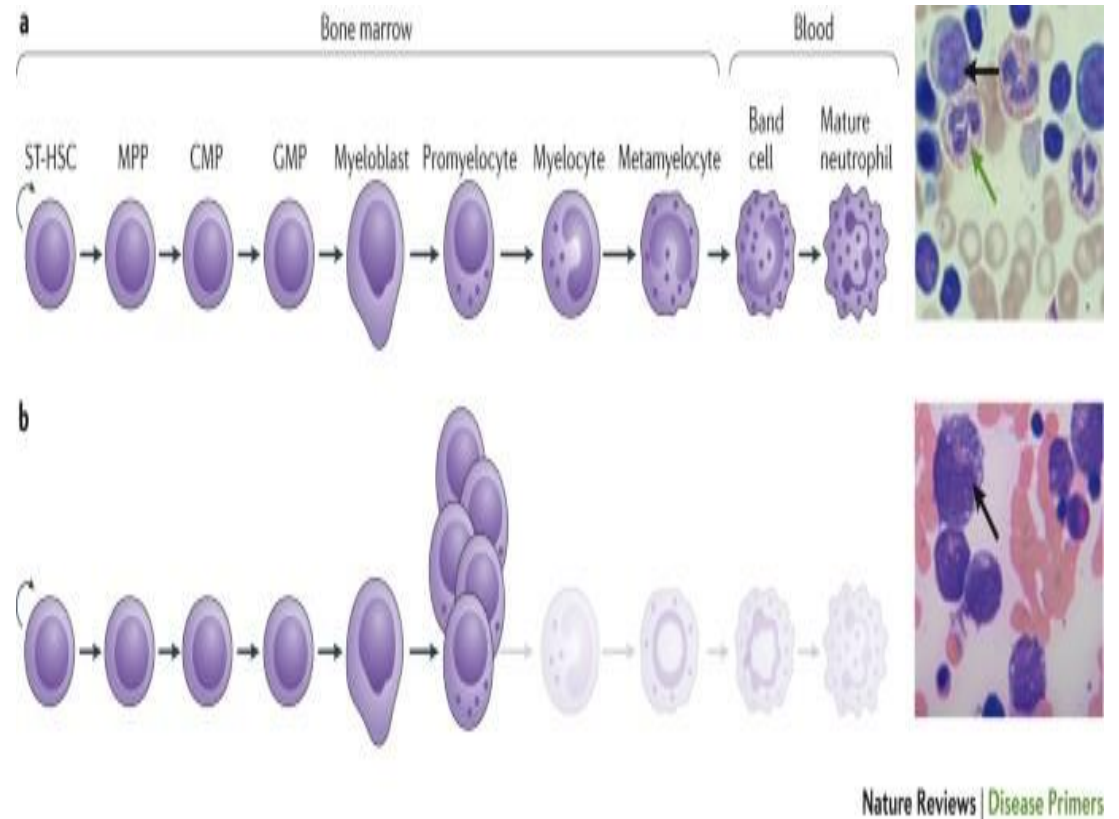 a
Bone marrow
Blood
ST-HSC
MPP
CMP
GMP
Myeloblast
Promyelocyte
Myelocyte
Metamyelocyte
Band
cell
Mature
neutrophil
b
Nature Reviews | Disease Primers